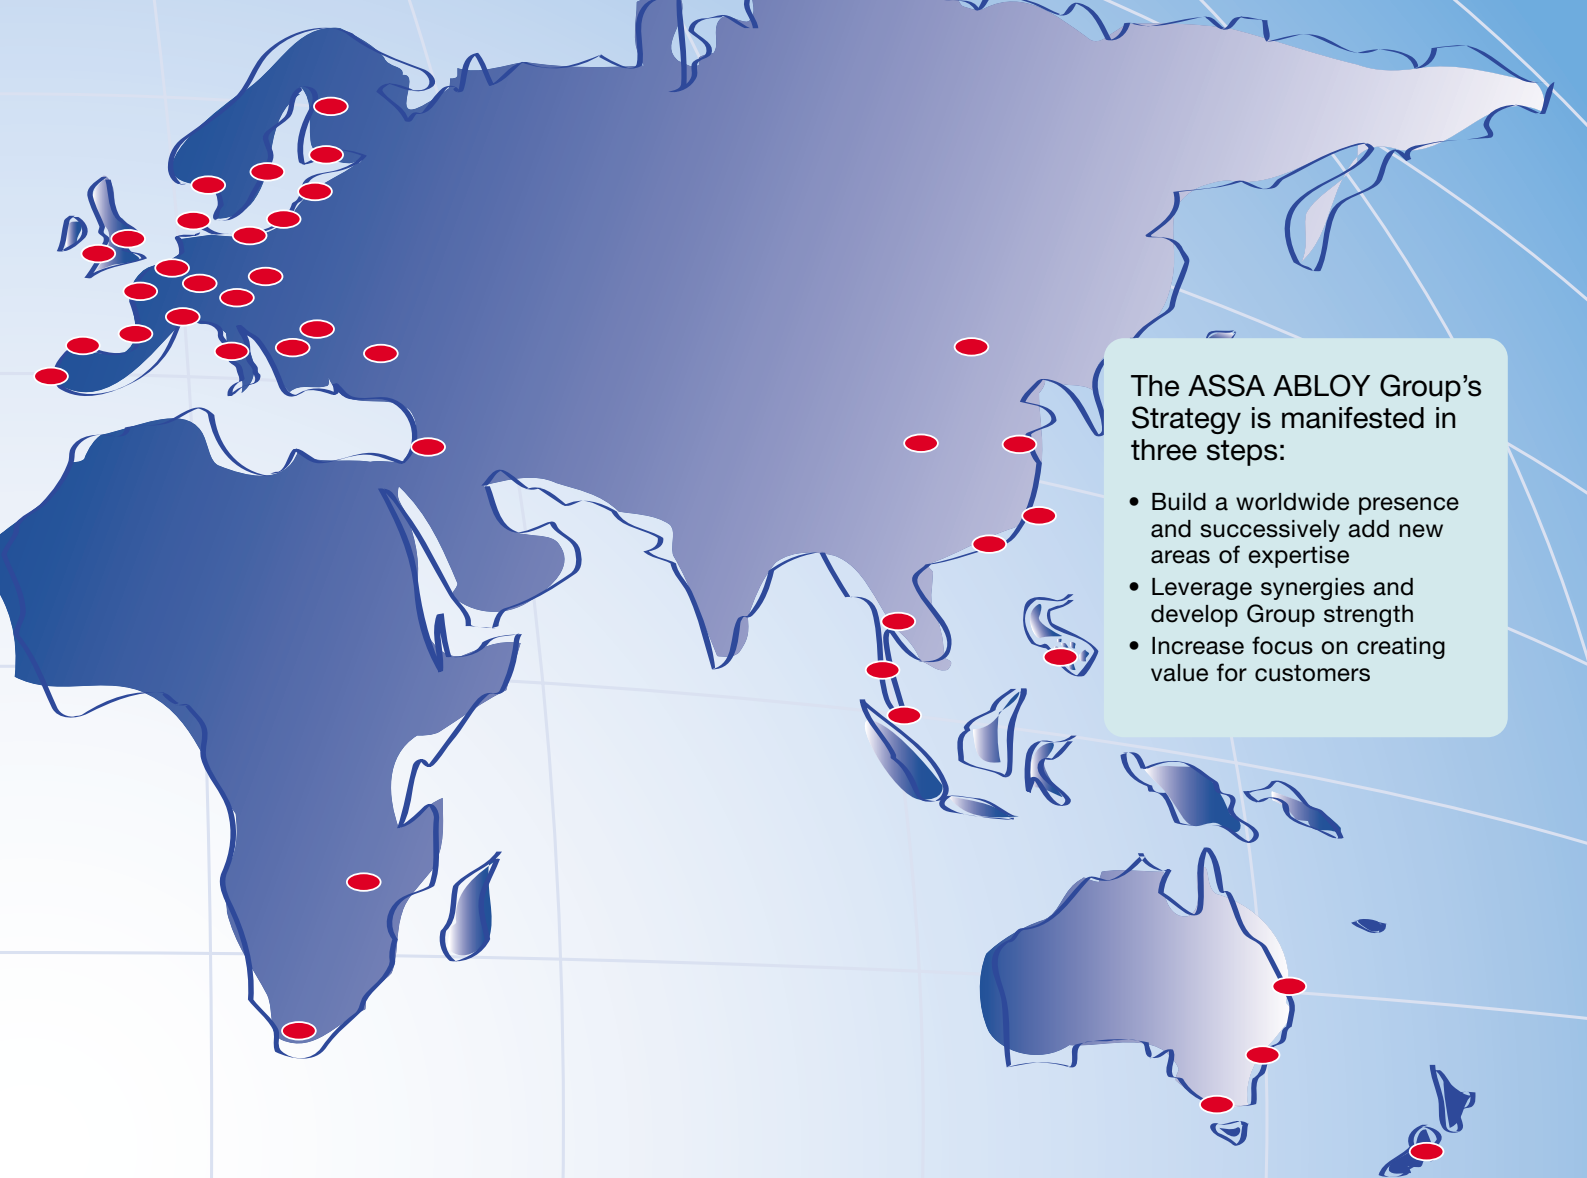 The ASSA ABLOY Group’s
Strategy is manifested in
three steps:
• Build a worldwide presence
and successively add new
areas of expertise
• Leverage synergies and
develop Group strength
• Increase focus on creating
value for customers